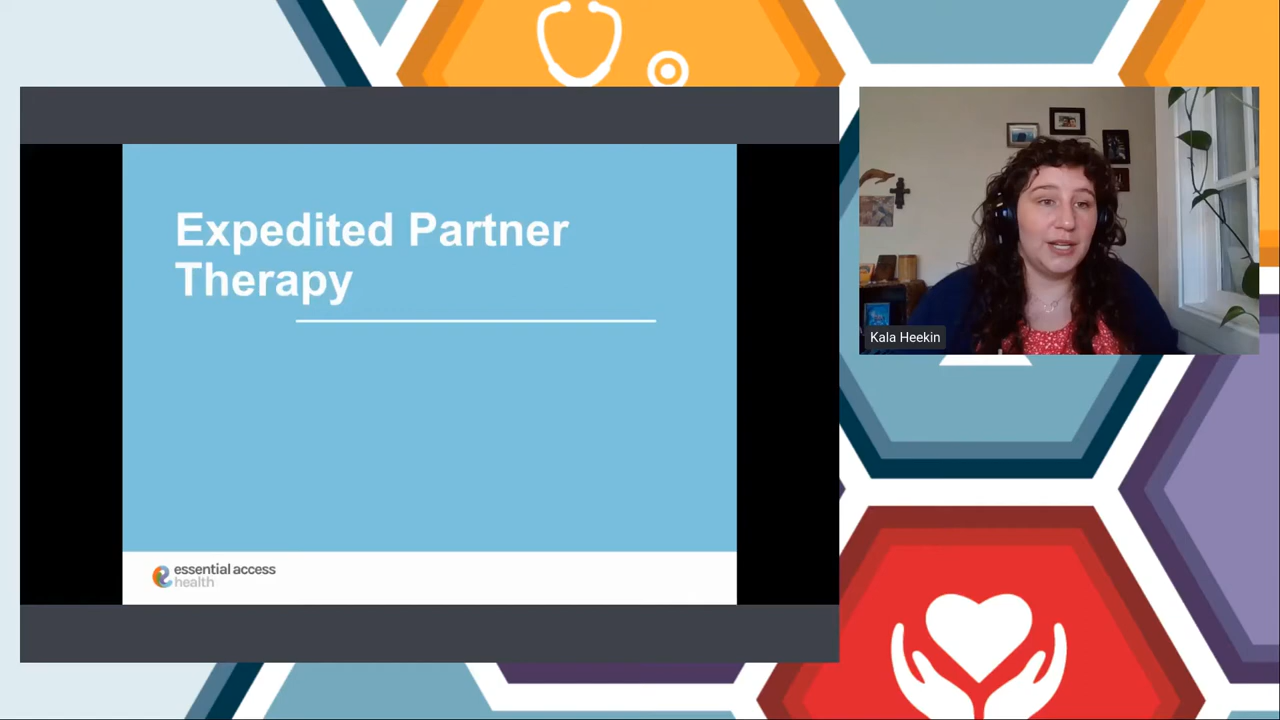 Expedited Partner
Therapy
essential access
health
Kala Heekin